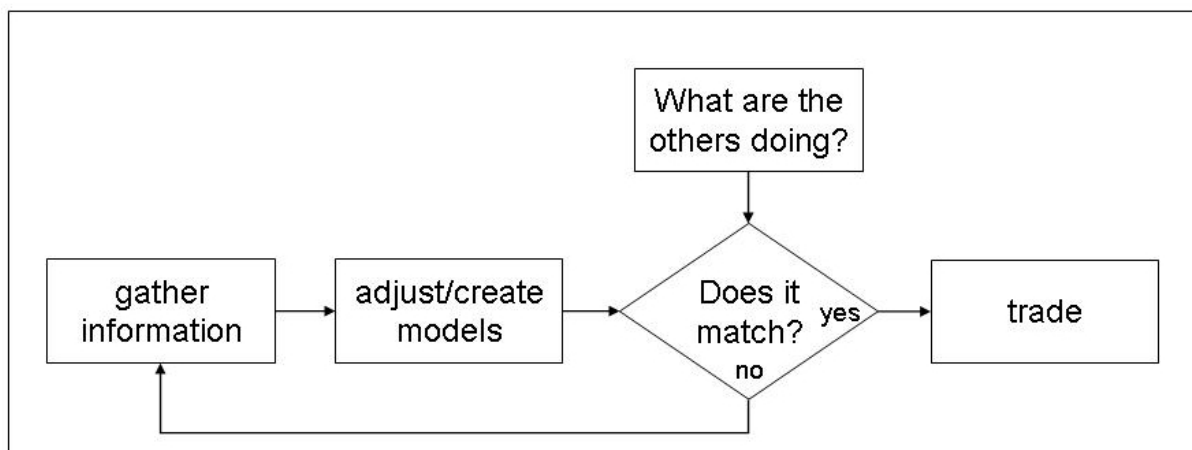 What are the
others doing?
gather
information
adjust/create
models
Does it
match?
yes
no
trade